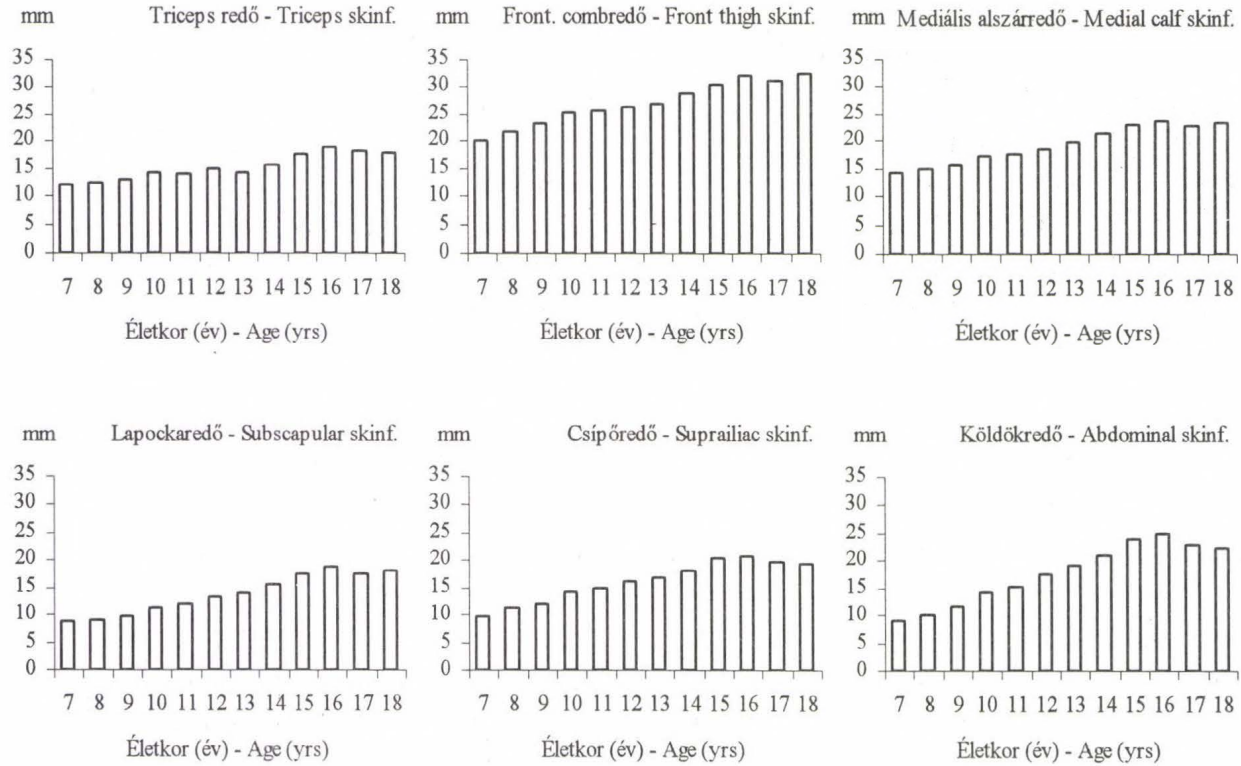 mm Triceps redő - Triceps skinf.
35
30
25
20
15
10
5
0
7 8 9 10 11 12 13 14 15 16 17 18
Életkor (év) - Age (yrs)
mm Front. combredő - Front thigh skinf.
35
30
25
20
15
10
5
0
7 8 9 10 11 12 13 14 15 16 17 18
Életkor (év) - Age (yrs)
mm Mediális alszárredő - Medial calf skinf.
35
30
25
20
15
10
5
0
7 8 9 10 11 12 13 14 15 16 17 18
Életkor (év) - Age (yrs)
mm Lapockaredő - Subscapular skinf.
35
30
25
20
15
10
5
0
7 8 9 10 11 12 13 14 15 16 17 18
Életkor (év) - Age (yrs)
mm Csípőredő - Suprailiac skinf.
35
30
25
20
15
10
5
0
7 8 9 10 11 12 13 14 15 16 17 18
Életkor (év) - Age (yrs)
mm Köldökredő - Abdominal skinf.
35
30
25
20
15
10
5
0
7 8 9 10 11 12 13 14 15 16 17 18
Életkor (év) - Age (yrs)